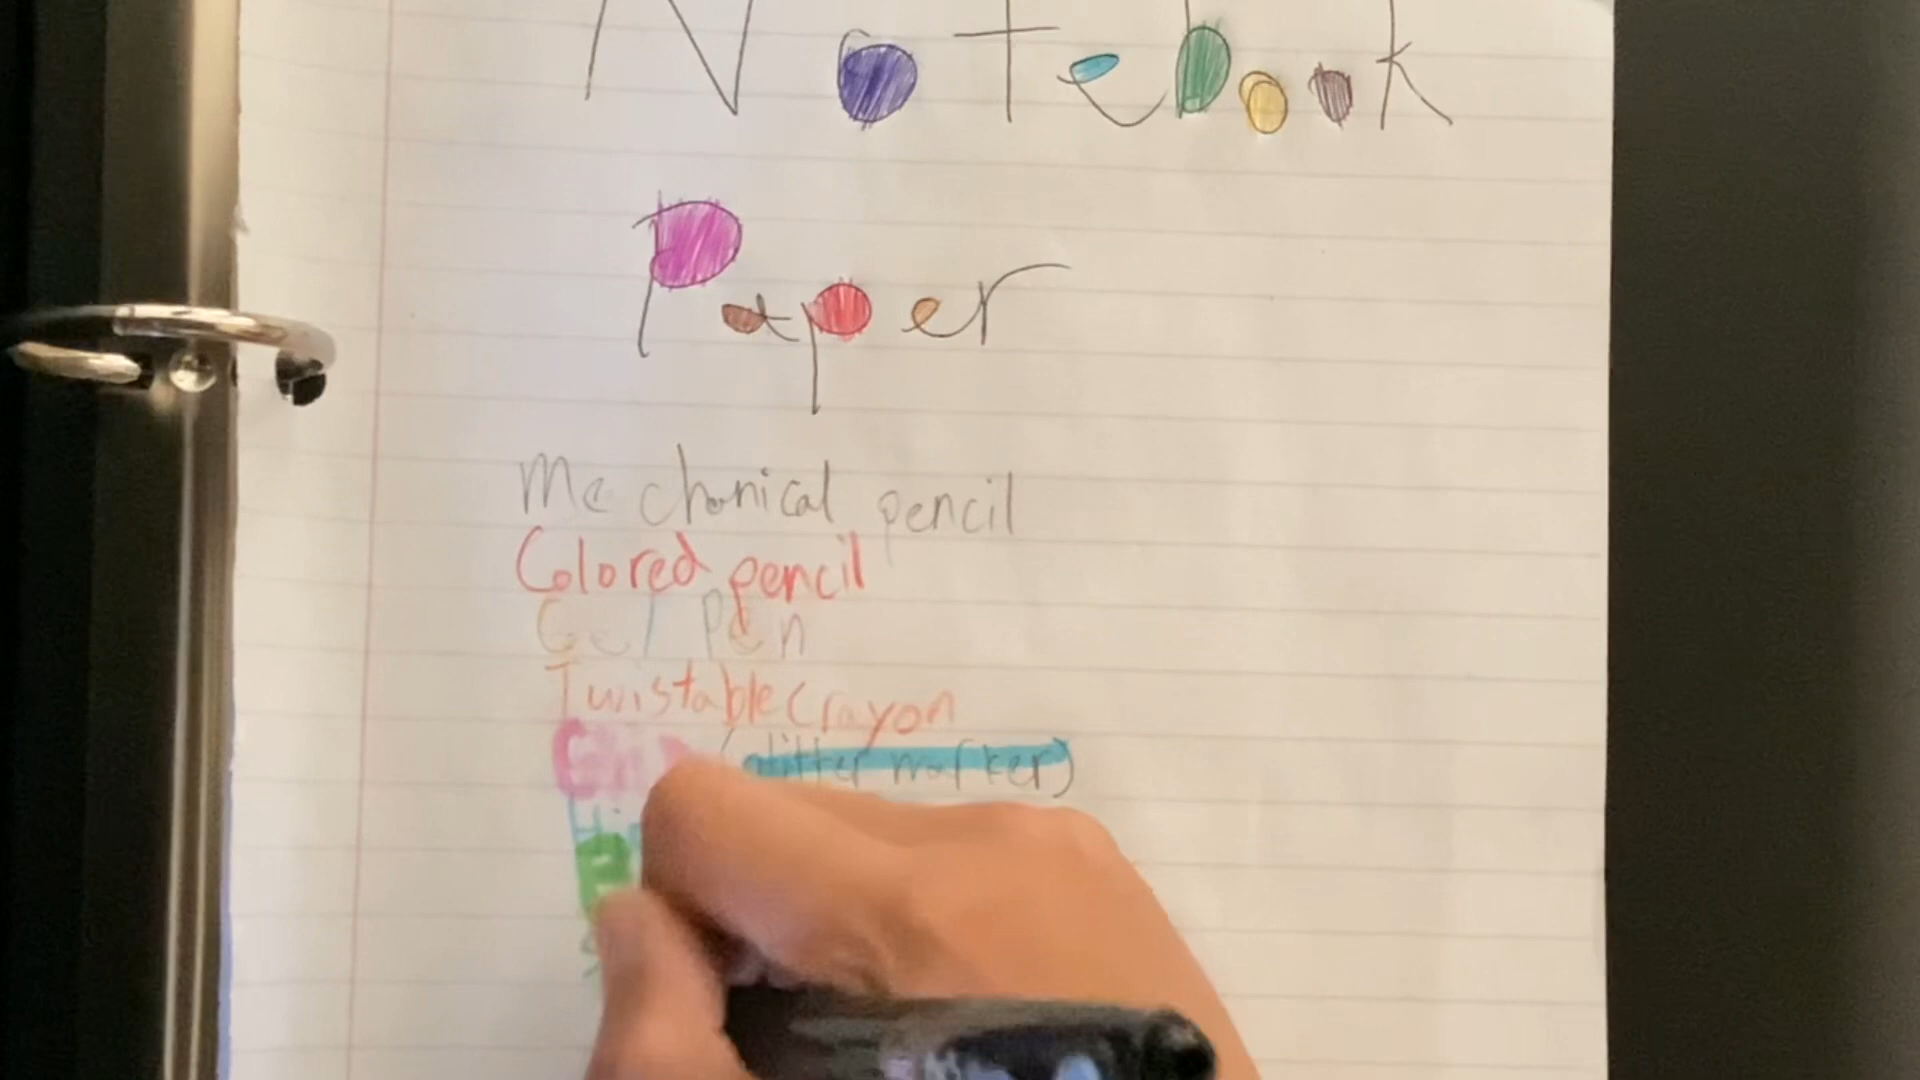 Notebook
Paper
Mechanical pencil
Colored pencil
Gel Pen
Twistable Crayon
(glitter marker)